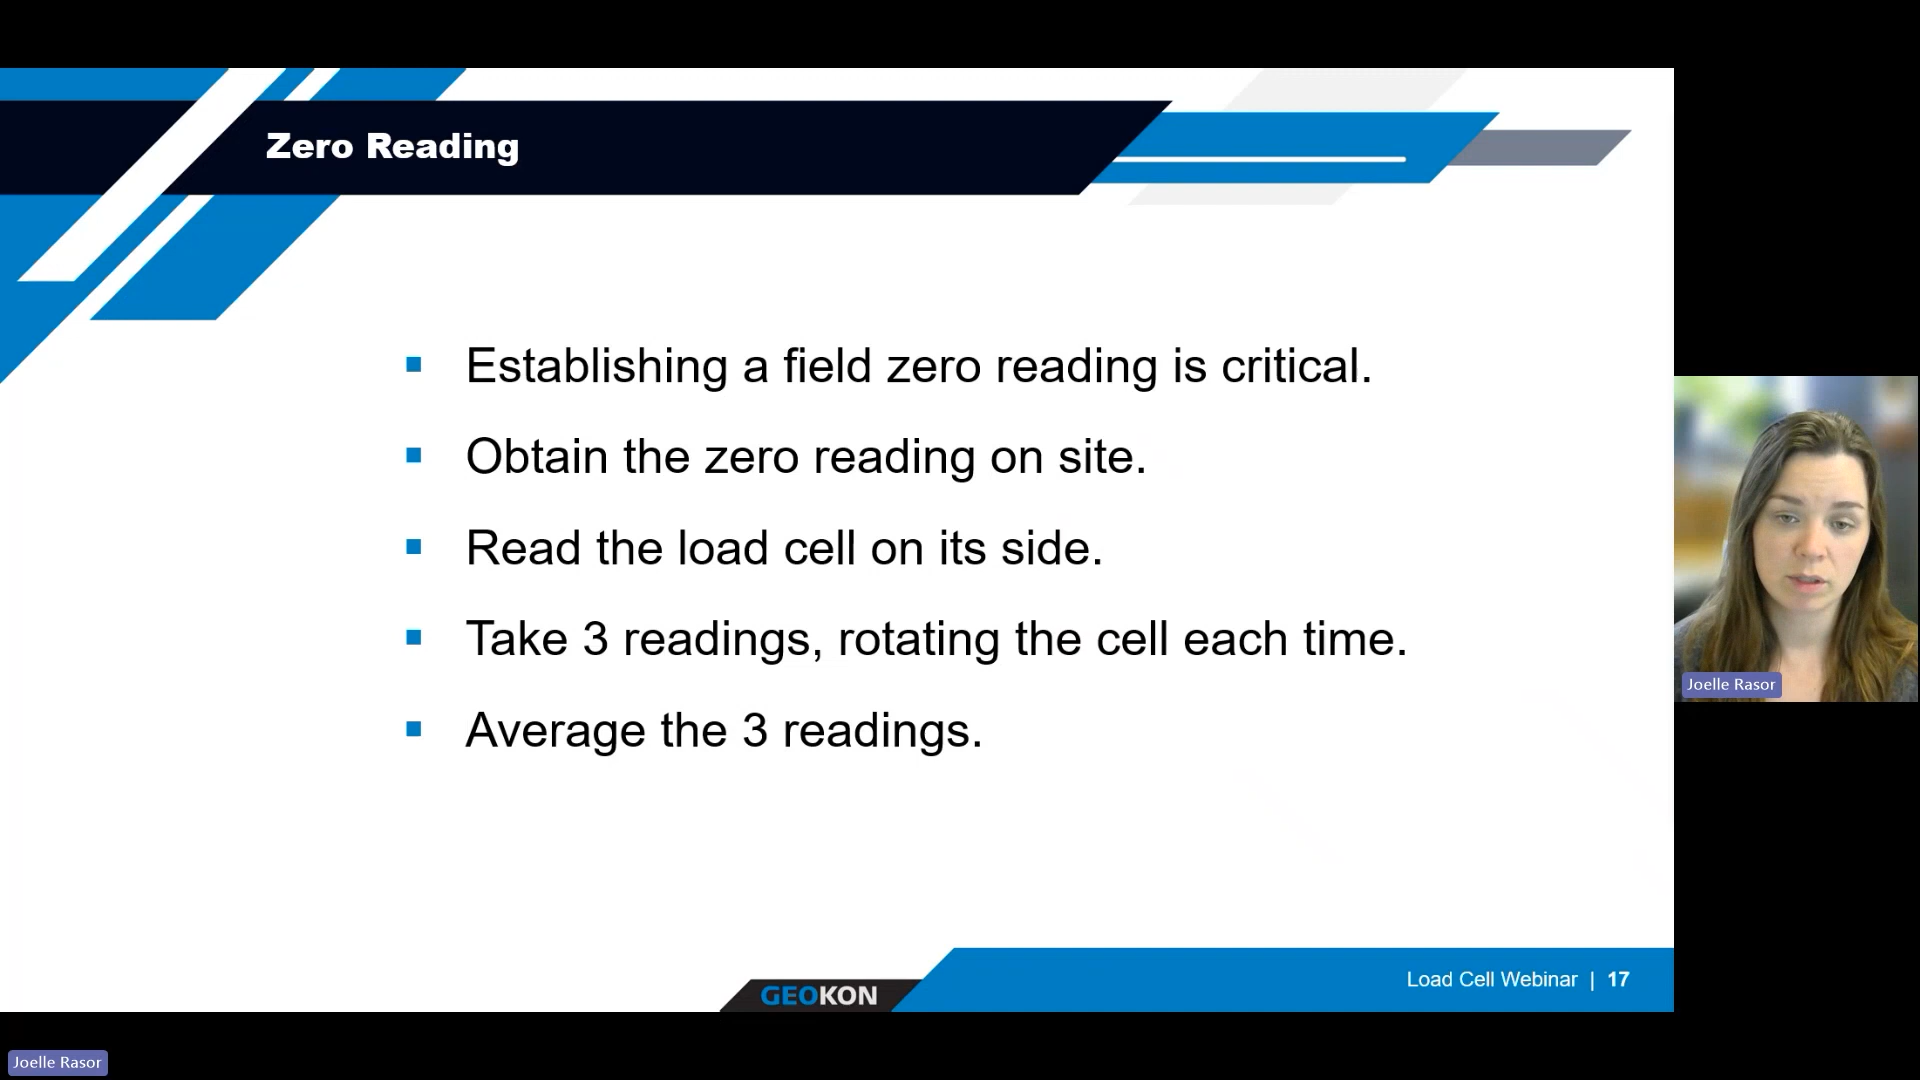 Zero Reading
Establishing a field zero reading is critical.
Obtain the zero reading on site.
Read the load cell on its side.
Take 3 readings, rotating the cell each time.
Average the 3 readings.
Joelle Rasor
GEOKON
Load Cell Webinar | 17
Joelle Rasor